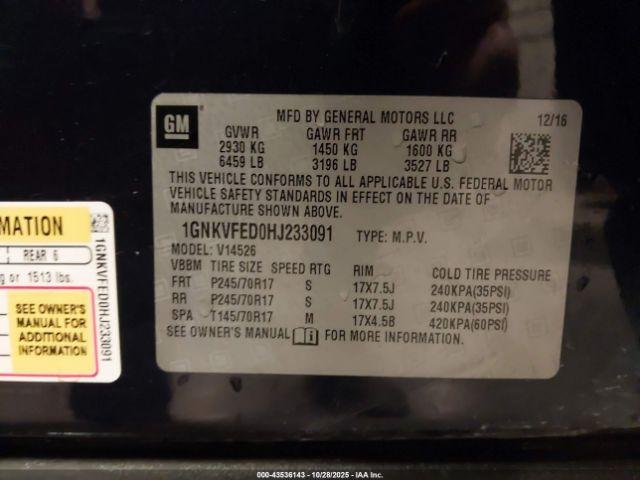 GM
MFD BY GENERAL MOTORS LLC 12/16
GVWR GAWR FRT GAWR RR
2930 KG 1450 KG 1600 KG
6459 LB 3196 LB 3527 LB
THIS VEHICLE CONFORMS TO ALL APPLICABLE U.S. FEDERAL MOTOR
VEHICLE SAFETY STANDARDS IN EFFECT ON THE DATE OF
MANUFACTURE SHOWN ABOVE.
1GNKVFED0HJ233091 TYPE: M.P.V.
MODEL: V14526
VBBM TIRE SIZE SPEED RTG RIM COLD TIRE PRESSURE
FRT P245/70R17 S 17X7.5J 240KPA(35PSI)
RR P245/70R17 S 17X7.5J 240KPA(35PSI)
SPA T145/70R17 M 17X4.5B 420KPA(60PSI)
SEE OWNER'S MANUAL i FOR MORE INFORMATION.
MATION
REAR 6
g or 1513 lbs.
SEE OWNER'S
MANUAL FOR
ADDITIONAL
INFORMATION
1GNKVFED0HJ233091
000-43536143 - 10/28/2025 - IAA Inc.